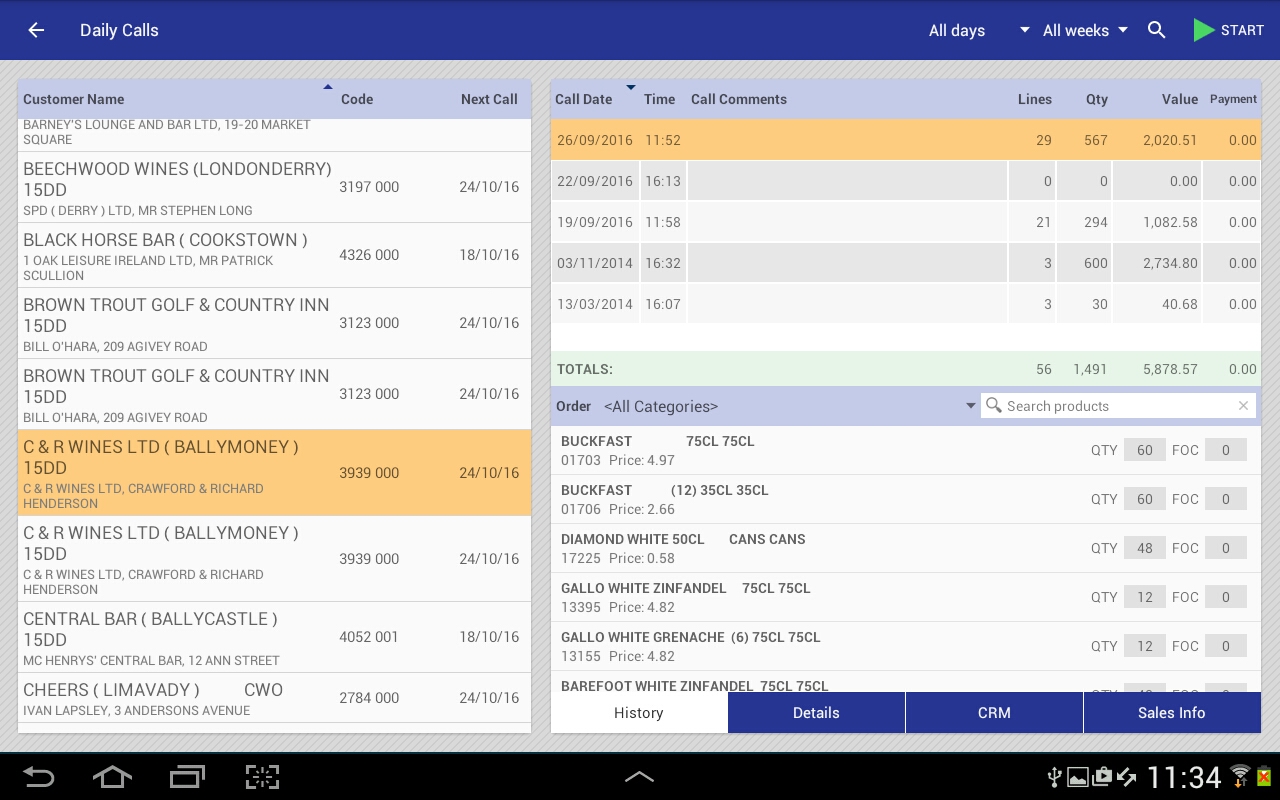 Daily Calls
All days
All weeks
START
Customer Name
Code
Next Call
BARNEY'S LOUNGE AND BAR LTD, 19-20 MARKET
SQUARE
BEECHWOOD WINES (LONDONDERRY)
15DD
SPD ( DERRY ) LTD, MR STEPHEN LONG
3197 000
24/10/16
BLACK HORSE BAR ( COOKSTOWN )
1 OAK LEISURE IRELAND LTD, MR PATRICK
SCULLION
4326 000
18/10/16
BROWN TROUT GOLF & COUNTRY INN
15DD
BILL O'HARA, 209 AGIVEY ROAD
3123 000
24/10/16
BROWN TROUT GOLF & COUNTRY INN
15DD
BILL O'HARA, 209 AGIVEY ROAD
3123 000
24/10/16
C & R WINES LTD ( BALLYMONEY )
15DD
C & R WINES LTD, CRAWFORD & RICHARD
HENDERSON
3939 000
24/10/16
C & R WINES LTD ( BALLYMONEY )
15DD
C & R WINES LTD, CRAWFORD & RICHARD
HENDERSON
3939 000
24/10/16
CENTRAL BAR ( BALLYCASTLE )
15DD
MC HENRYS' CENTRAL BAR, 12 ANN STREET
4052 001
18/10/16
CHEERS ( LIMAVADY ) CWO
IVAN LAPSLEY, 3 ANDERSONS AVENUE
2784 000
24/10/16
Call Date Time Call Comments Lines Qty Value Payment
26/09/2016 11:52 29 567 2,020.51 0.00
22/09/2016 16:13 0 0 0.00 0.00
19/09/2016 11:58 21 294 1,082.58 0.00
03/11/2014 16:32 3 600 2,734.80 0.00
13/03/2014 16:07 3 30 40.68 0.00
TOTALS: 56 1,491 5,878.57 0.00
Order <All Categories> Search products
BUCKFAST 75CL 75CL
01703 Price: 4.97
QTY 60 FOC 0
BUCKFAST (12) 35CL 35CL
01706 Price: 2.66
QTY 60 FOC 0
DIAMOND WHITE 50CL CANS CANS
17225 Price: 0.58
QTY 48 FOC 0
GALLO WHITE ZINFANDEL 75CL 75CL
13395 Price: 4.82
QTY 12 FOC 0
GALLO WHITE GRENACHE (6) 75CL 75CL
13155 Price: 4.82
QTY 12 FOC 0
BAREFOOT WHITE ZINFANDEL 75CL 75CL
History Details CRM Sales Info
11:34